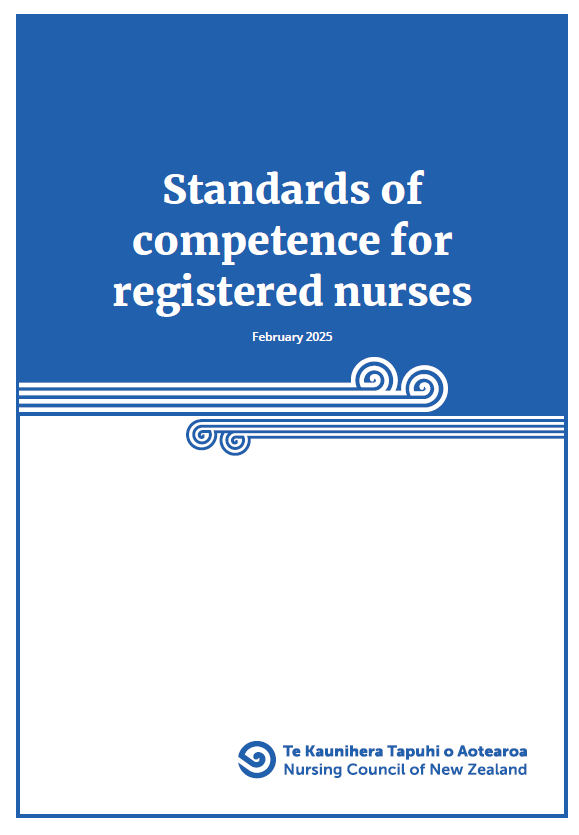 Standards of
competence for
registered nurses
February 2025
Te Kaunihera Tapuhi o Aotearoa
Nursing Council of New Zealand